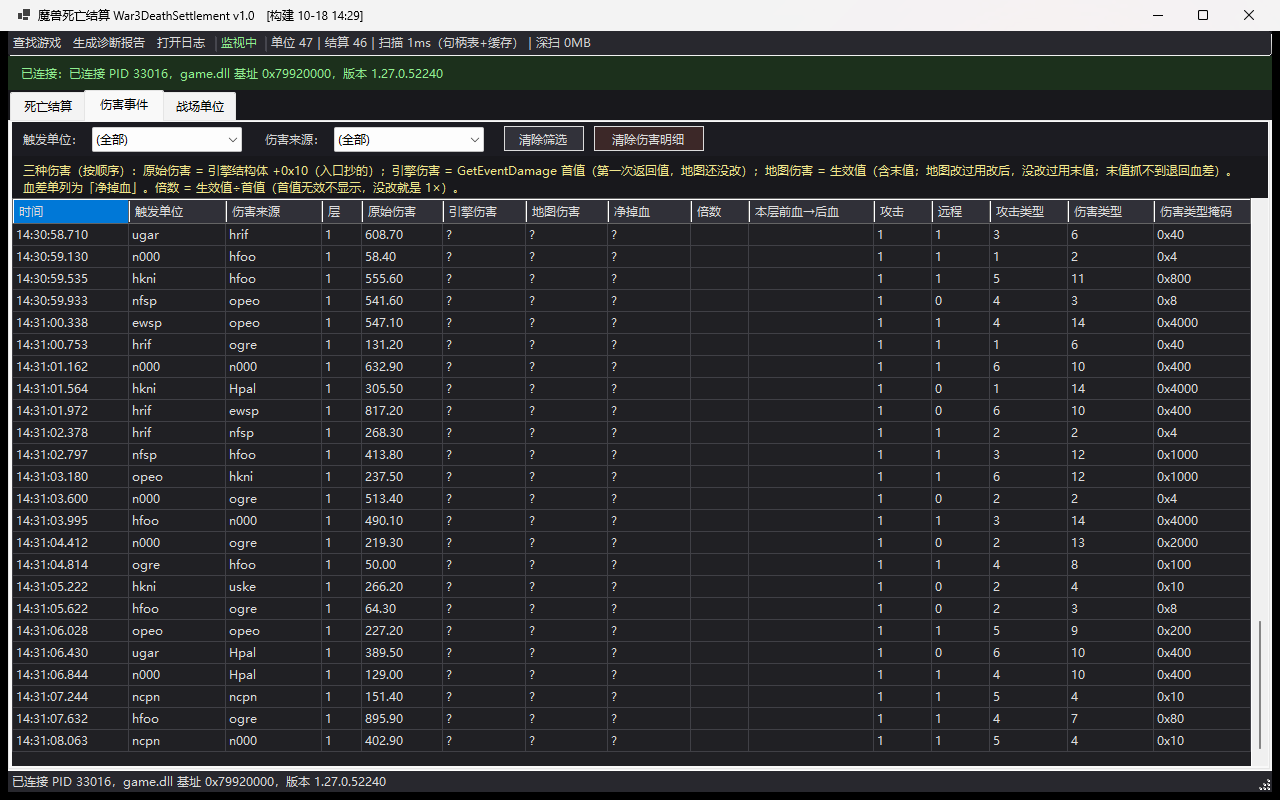 魔兽死亡结算 War3DeathSettlement v1.0 [构建 10-18 14:29]
查找游戏 生成诊断报告 打开日志 | 监视中 | 单位 47 | 结算 46 | 扫描 1ms（句柄表+缓存） | 深扫 0MB
已连接：已连接 PID 33016，game.dll 基址 0x79920000，版本 1.27.0.52240
死亡结算 伤害事件 战场单位
触发单位： (全部) 伤害来源： (全部) 清除筛选 清除伤害明细
三种伤害（按顺序）：原始伤害 = 引擎结构体 +0x10（入口抄的）；引擎伤害 = GetEventDamage 首值（第一次返回值，地图还没改）；地图伤害 = 生效值（含末值；地图改过用改后，没改过用末值；末值抓不到退回血差）。
血差单列为「净掉血」。倍数 = 生效值÷首值（首值无效不显示，没改就是 1×）。
时间 触发单位 伤害来源 层 原始伤害 引擎伤害 地图伤害 净掉血 倍数 本层前血→后血 攻击 远程 攻击类型 伤害类型 伤害类型掩码
14:30:58.710 ugar hrif 1 608.70 ? ? ? 1 1 3 6 0x40
14:30:59.130 n000 hfoo 1 58.40 ? ? ? 1 1 1 2 0x4
14:30:59.535 hkni hfoo 1 555.60 ? ? ? 1 1 5 11 0x800
14:30:59.933 nfsp opeo 1 541.60 ? ? ? 1 0 4 3 0x8
14:31:00.338 ewsp opeo 1 547.10 ? ? ? 1 1 4 14 0x4000
14:31:00.753 hrif ogre 1 131.20 ? ? ? 1 1 1 6 0x40
14:31:01.162 n000 n000 1 632.90 ? ? ? 1 1 6 10 0x400
14:31:01.564 hkni Hpal 1 305.50 ? ? ? 1 0 1 14 0x4000
14:31:01.972 hrif ewsp 1 817.20 ? ? ? 1 0 6 10 0x400
14:31:02.378 hrif nfsp 1 268.30 ? ? ? 1 1 2 2 0x4
14:31:02.797 nfsp hfoo 1 413.80 ? ? ? 1 1 3 12 0x1000
14:31:03.180 opeo hkni 1 237.50 ? ? ? 1 1 6 12 0x1000
14:31:03.600 n000 ogre 1 513.40 ? ? ? 1 0 2 2 0x4
14:31:03.995 hfoo n000 1 490.10 ? ? ? 1 1 3 14 0x4000
14:31:04.412 n000 ogre 1 219.30 ? ? ? 1 0 2 13 0x2000
14:31:04.814 ogre hfoo 1 50.00 ? ? ? 1 1 4 8 0x100
14:31:05.222 hkni uske 1 266.20 ? ? ? 1 0 2 4 0x10
14:31:05.622 hfoo ogre 1 64.30 ? ? ? 1 0 2 3 0x8
14:31:06.028 opeo opeo 1 227.20 ? ? ? 1 1 5 9 0x200
14:31:06.430 ugar Hpal 1 389.50 ? ? ? 1 0 6 10 0x400
14:31:06.844 n000 Hpal 1 129.00 ? ? ? 1 1 4 10 0x400
14:31:07.244 ncpn ncpn 1 151.40 ? ? ? 1 1 5 4 0x10
14:31:07.632 hfoo ogre 1 895.90 ? ? ? 1 1 4 7 0x80
14:31:08.063 ncpn n000 1 402.90 ? ? ? 1 1 5 4 0x10
已连接 PID 33016，game.dll 基址 0x79920000，版本 1.27.0.52240